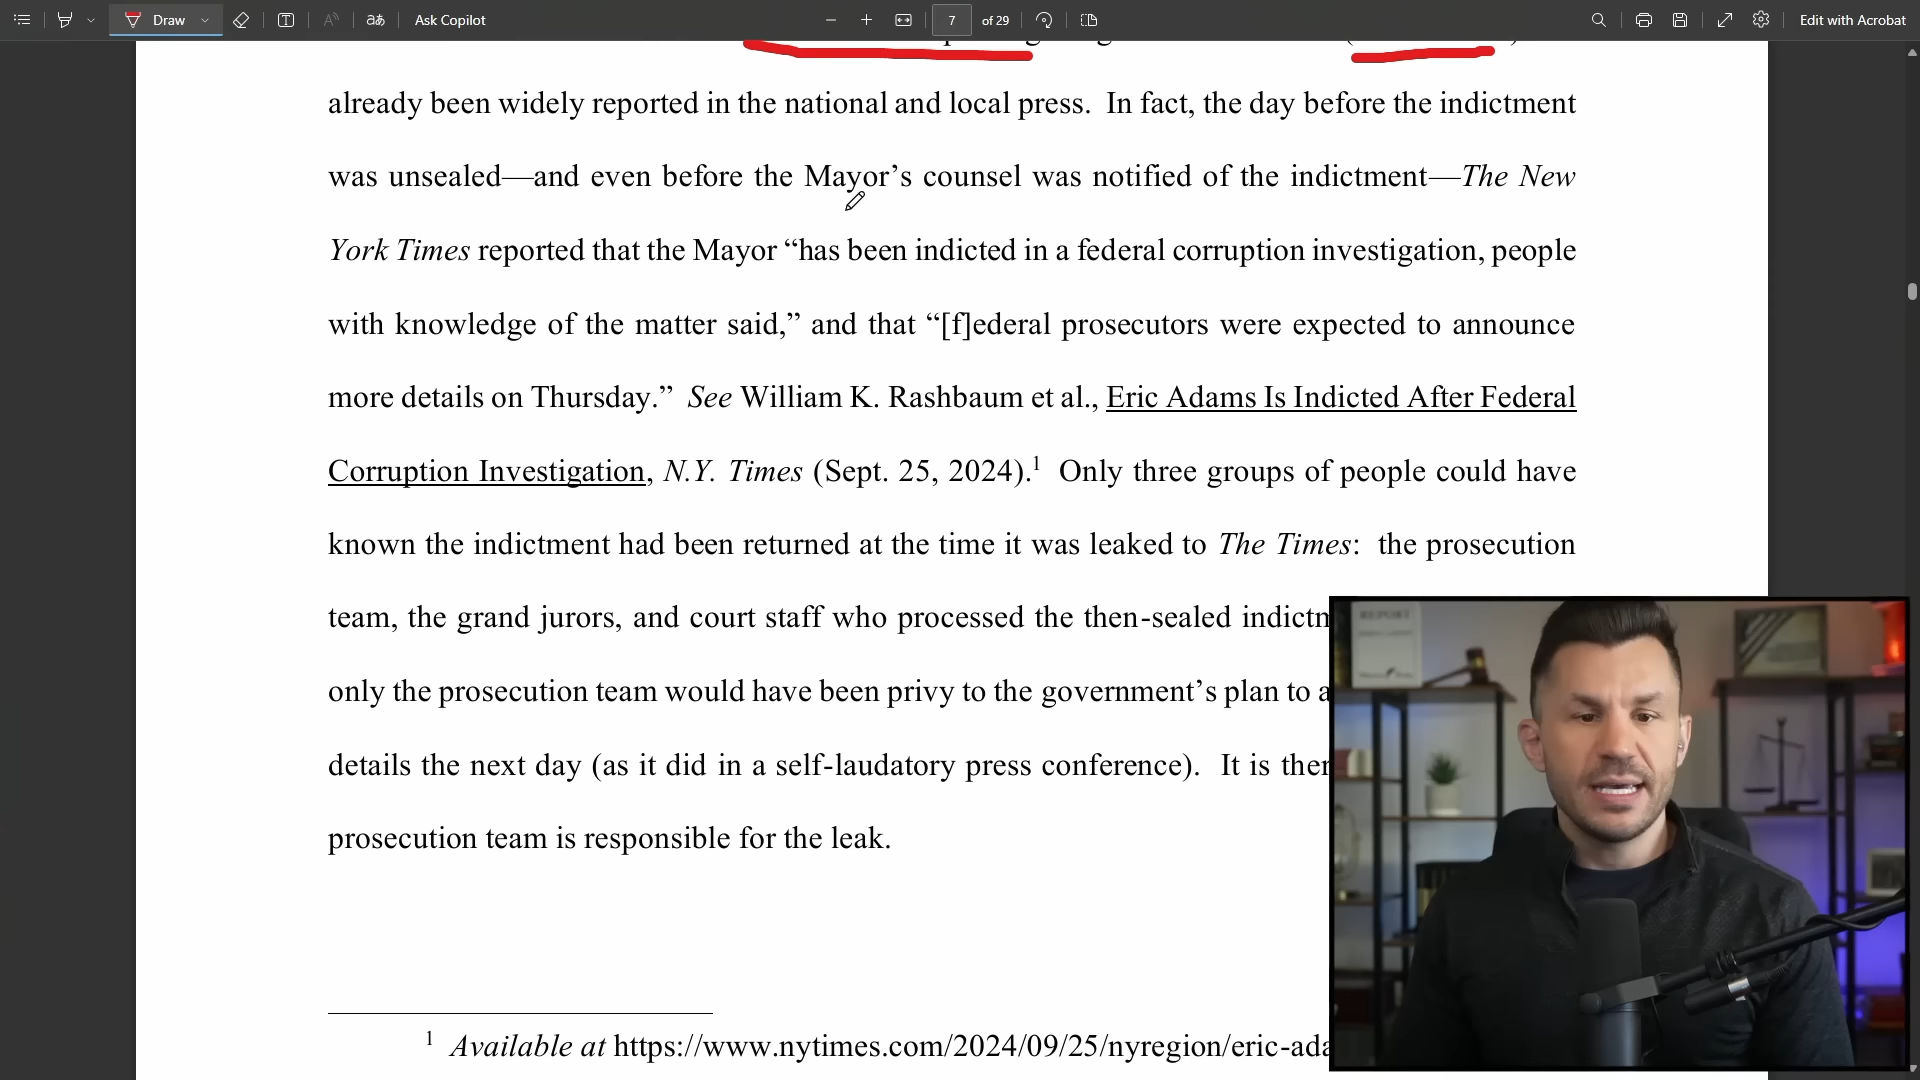 Draw
Ask Copilot
7
of 29
Edit with Acrobat
already been widely reported in the national and local press. In fact, the day before the indictment
was unsealed—and even before the Mayor’s counsel was notified of the indictment—The New
York Times reported that the Mayor “has been indicted in a federal corruption investigation, people
with knowledge of the matter said,” and that “[f]ederal prosecutors were expected to announce
more details on Thursday.” See William K. Rashbaum et al., Eric Adams Is Indicted After Federal
Corruption Investigation, N.Y. Times (Sept. 25, 2024).1 Only three groups of people could have
known the indictment had been returned at the time it was leaked to The Times: the prosecution
team, the grand jurors, and court staff who processed the then-sealed indictm
only the prosecution team would have been privy to the government’s plan to a
details the next day (as it did in a self-laudatory press conference). It is ther
prosecution team is responsible for the leak.
1 Available at https://www.nytimes.com/2024/09/25/nyregion/eric-ada
REPORT